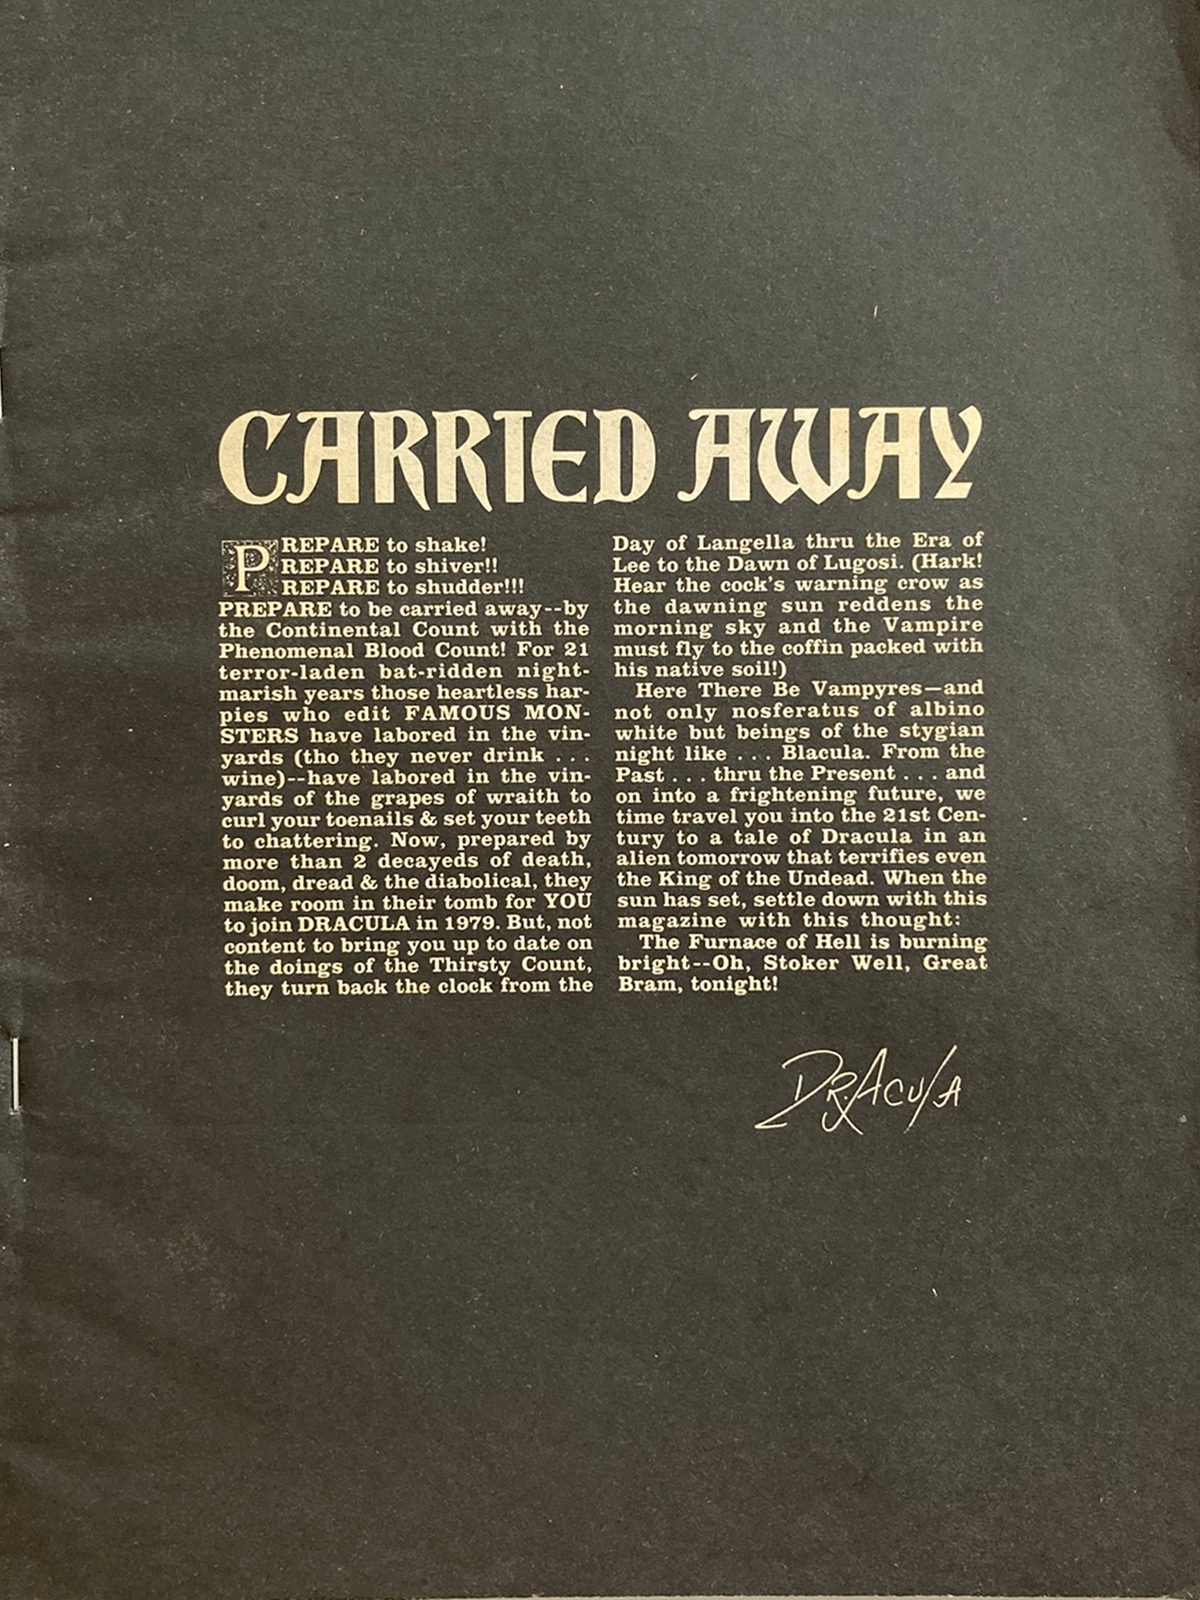 CARRIED AWAY
PREPARE to shake!
REPARE to shiver!!
REPARE to shudder!!!
PREPARE to be carried away--by
the Continental Count with the
Phenomenal Blood Count! For 21
terror-laden bat-ridden night-
marish years those heartless har-
pies who edit FAMOUS MON-
STERS have labored in the vin-
yards (tho they never drink . . .
wine)--have labored in the vin-
yards of the grapes of wraith to
curl your toenails & set your teeth
to chattering. Now, prepared by
more than 2 decayeds of death,
doom, dread & the diabolical, they
make room in their tomb for YOU
to join DRACULA in 1979. But, not
content to bring you up to date on
the doings of the Thirsty Count,
they turn back the clock from the
Day of Langella thru the Era of
Lee to the Dawn of Lugosi. (Hark!
Hear the cock's warning crow as
the dawning sun reddens the
morning sky and the Vampire
must fly to the coffin packed with
his native soil!)
Here There Be Vampyres—and
not only nosferatus of albino
white but beings of the stygian
night like . . . Blacula. From the
Past . . . thru the Present . . . and
on into a frightening future, we
time travel you into the 21st Cen-
tury to a tale of Dracula in an
alien tomorrow that terrifies even
the King of the Undead. When the
sun has set, settle down with this
magazine with this thought:
The Furnace of Hell is burning
bright--Oh, Stoker Well, Great
Bram, tonight!
DR. AculA